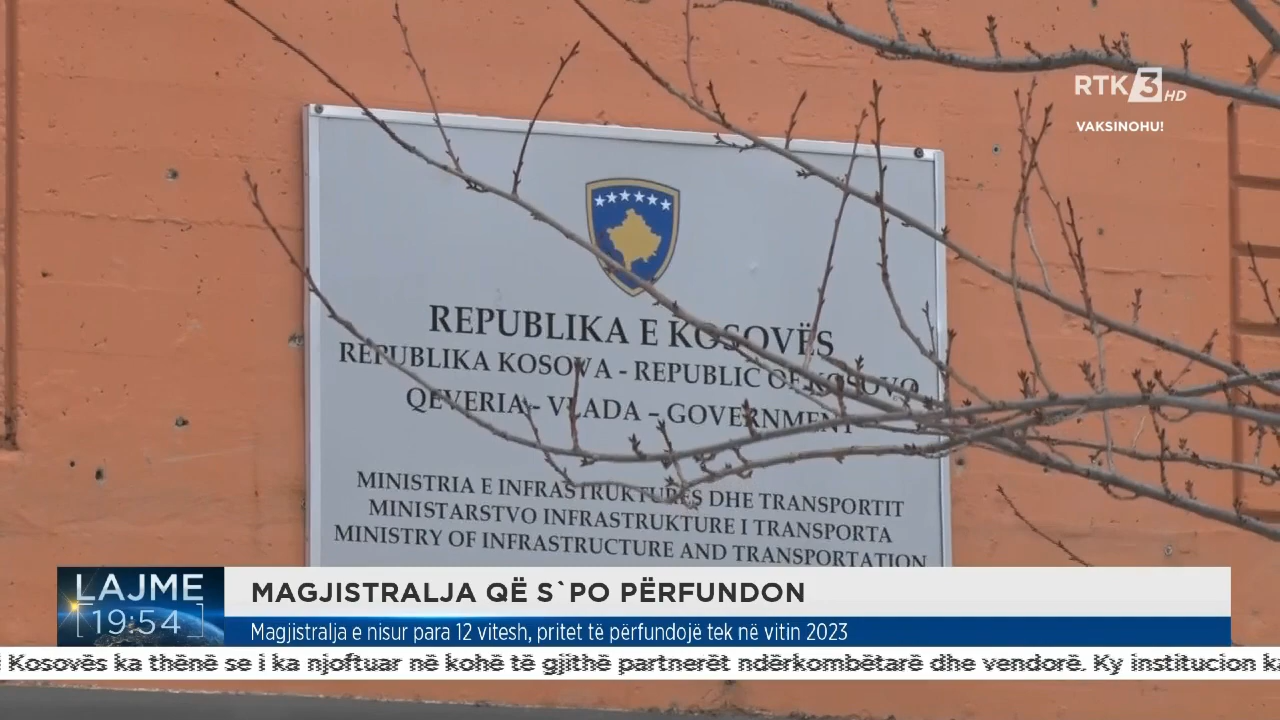 RTK 3 HD
VAKSINOHU!
REPUBLIKA E KOSOVËS
REPUBLIKA KOSOVA - REPUBLIC OF KOSOVO
QEVERIA - VLADA - GOVERNMENT
MINISTRIA E INFRASTRUKTURËS DHE TRANSPORTIT
MINISTARSTVO INFRASTRUKTURE I TRANSPORTA
MINISTRY OF INFRASTRUCTURE AND TRANSPORTATION
LAJME
19:54
MAGJISTRALJA QË S`PO PËRFUNDON
Magjistralja e nisur para 12 vitesh, pritet të përfundojë tek në vitin 2023
Kosovës ka thënë se i ka njoftuar në kohë të gjithë partnerët ndërkombëtarë dhe vendorë. Ky institucion